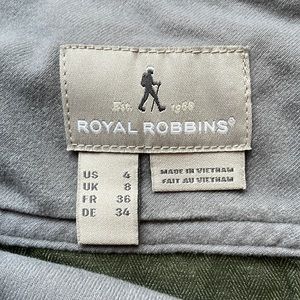 Est. 1968
ROYAL ROBBINS®
US 4
UK 8
FR 36
DE 34
MADE IN VIETNAM
FAIT AU VIETNAM